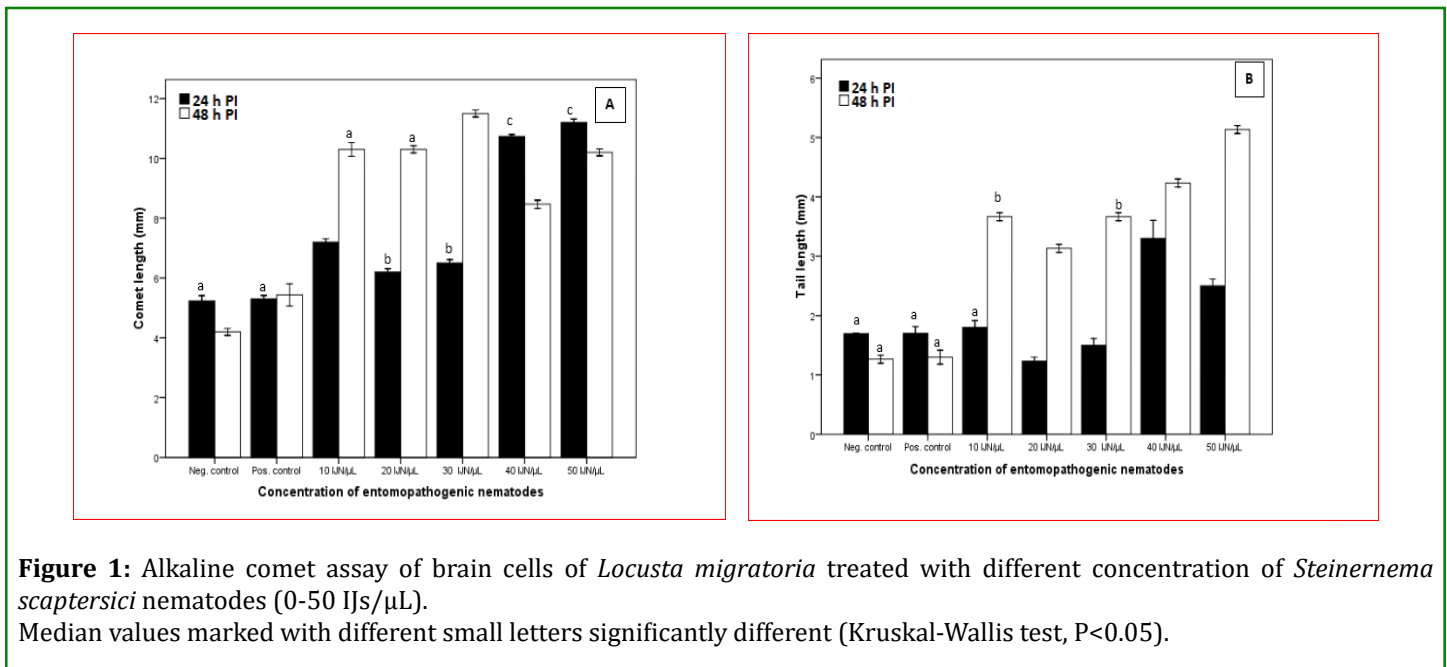 24 h PI
48 h PI
A
Comet length (mm)
12
10
8
6
4
2
0
a
a
a
b
a
b
c
c
Neg. control Pos. control 10 IJN/µL 20 IJN/µL 30 IJN/µL 40 IJN/µL 50 IJN/µL
Concentration of entomopathogenic nematodes
24 h PI
48 h PI
B
Tail length (mm)
6
5
4
3
2
1
0
a
a
a
a
a
b
b
Neg. control Pos. control 10 IJN/µL 20 IJN/µL 30 IJN/µL 40 IJN/µL 50 IJN/µL
Concentration of entomopathogenic nematodes
Figure 1: Alkaline comet assay of brain cells of Locusta migratoria treated with different concentration of Steinernema
scaptersici nematodes (0-50 IJs/µL).
Median values marked with different small letters significantly different (Kruskal-Wallis test, P<0.05).